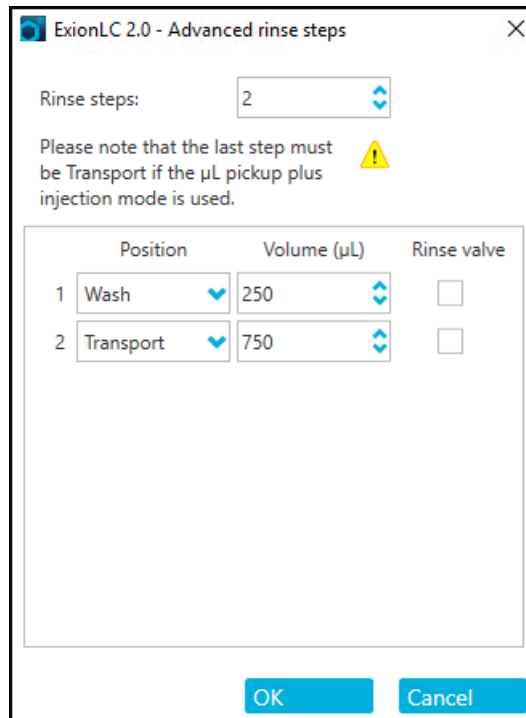 ExionLC 2.0 - Advanced rinse steps
Rinse steps: 2
Please note that the last step must
be Transport if the µL pickup plus
injection mode is used.
Position Volume (µL) Rinse valve
1 Wash 250
2 Transport 750
OK Cancel